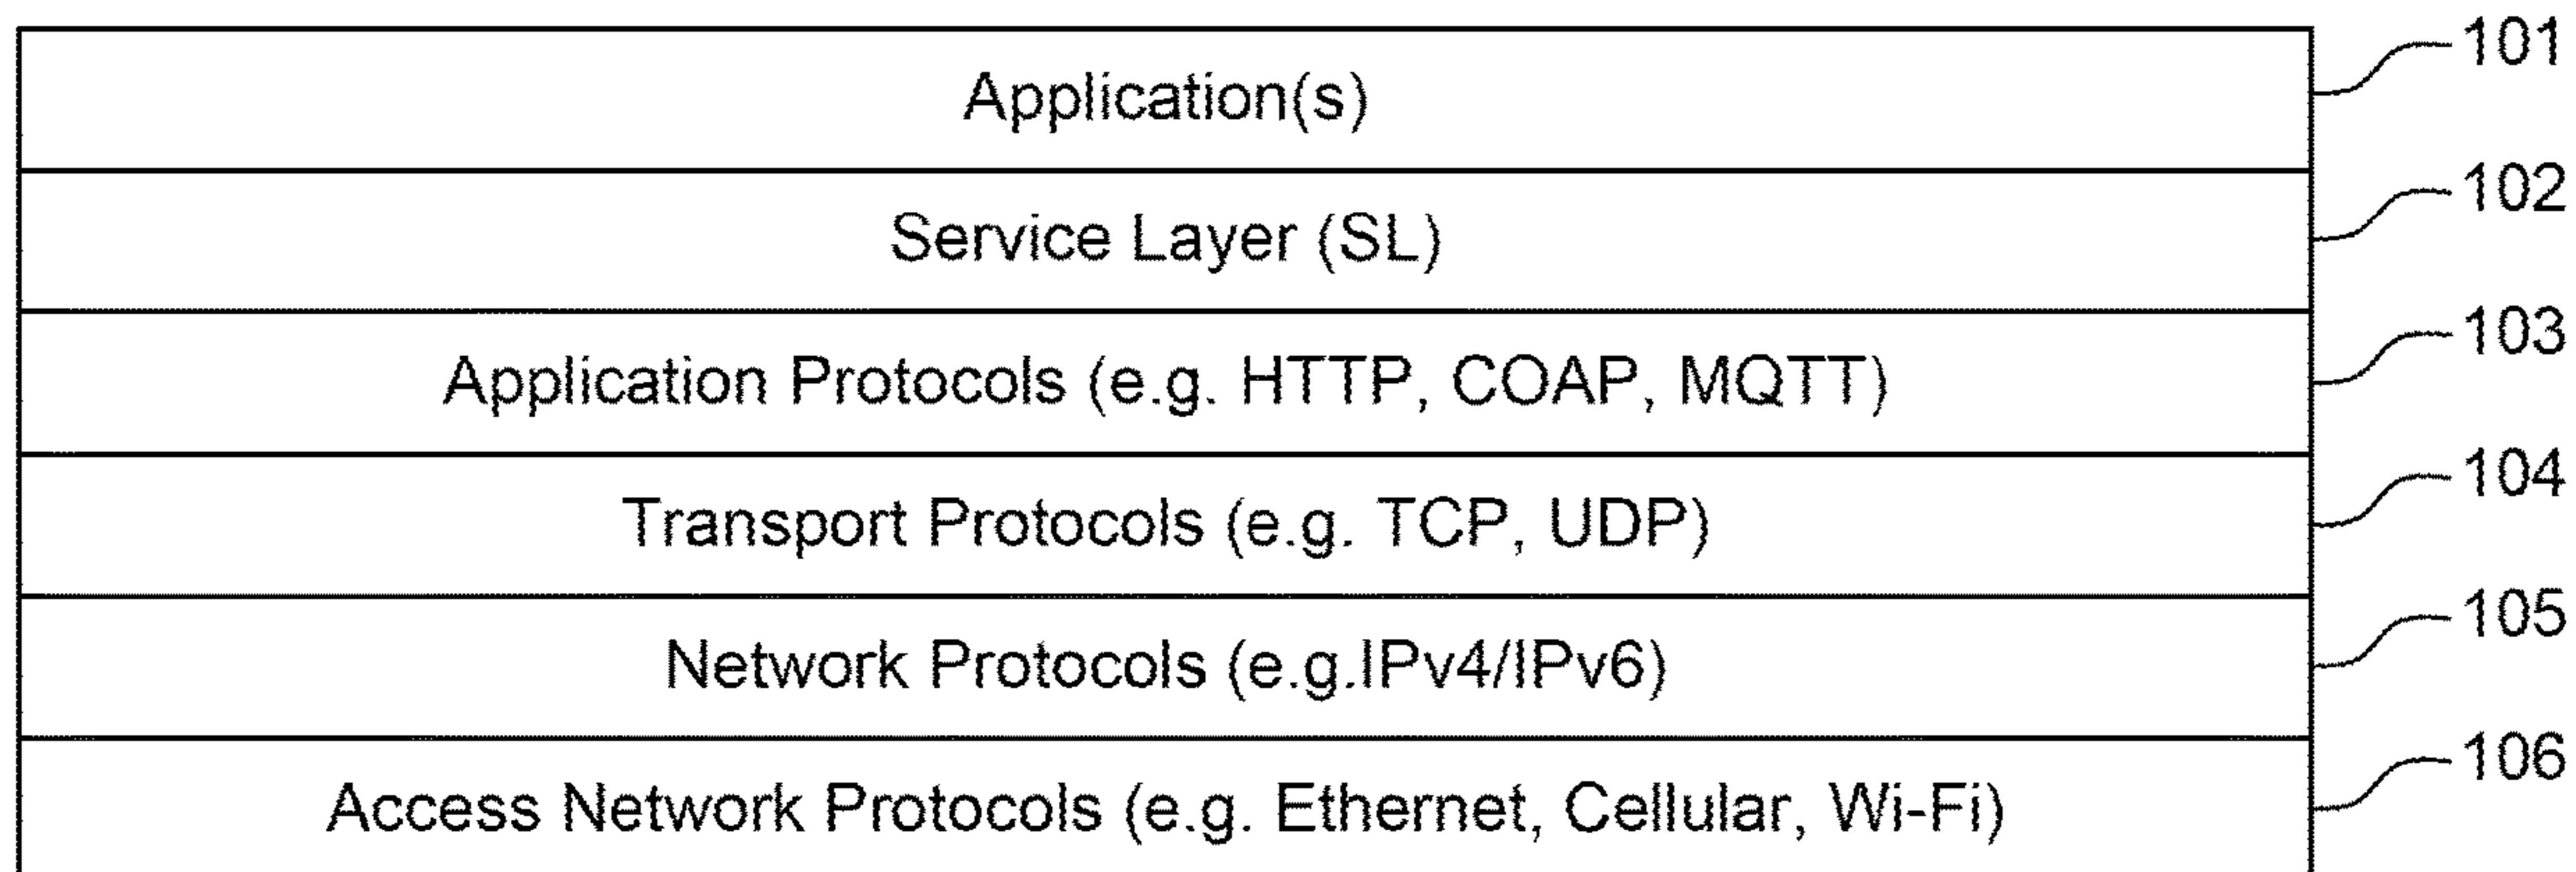 Application(s) 101
Service Layer (SL) 102
Application Protocols (e.g. HTTP, COAP, MQTT) 103
Transport Protocols (e.g. TCP, UDP) 104
Network Protocols (e.g.IPv4/IPv6) 105
Access Network Protocols (e.g. Ethernet, Cellular, Wi-Fi) 106